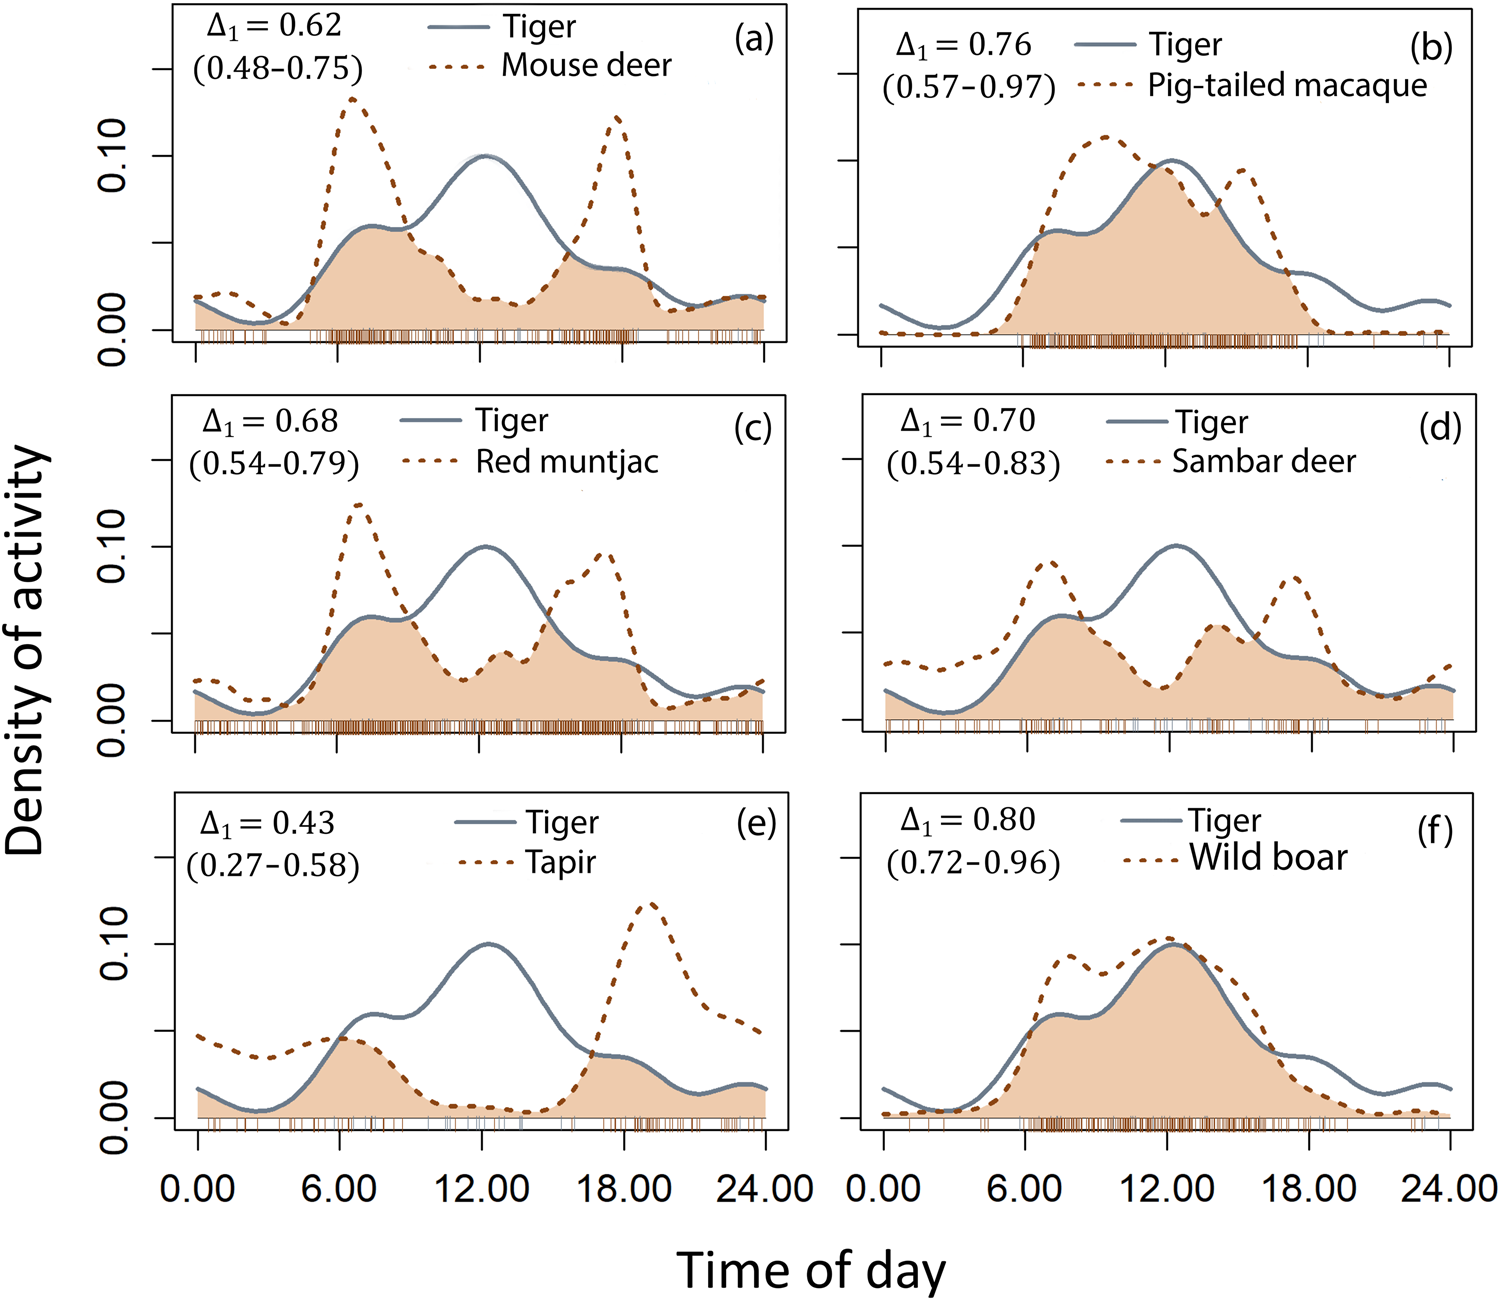 Δ1 = 0.62
(0.48–0.75)
Tiger
Mouse deer
(a)
Δ1 = 0.76
(0.57–0.97)
Tiger
Pig-tailed macaque
(b)
0.10
0.00
Δ1 = 0.68
(0.54–0.79)
Tiger
Red muntjac
(c)
Δ1 = 0.70
(0.54–0.83)
Tiger
Sambar deer
(d)
0.10
0.00
Density of activity
Δ1 = 0.43
(0.27–0.58)
Tiger
Tapir
(e)
Δ1 = 0.80
(0.72–0.96)
Tiger
Wild boar
(f)
0.10
0.00
0.00 6.00 12.00 18.00 24.00
0.00 6.00 12.00 18.00 24.00
Time of day